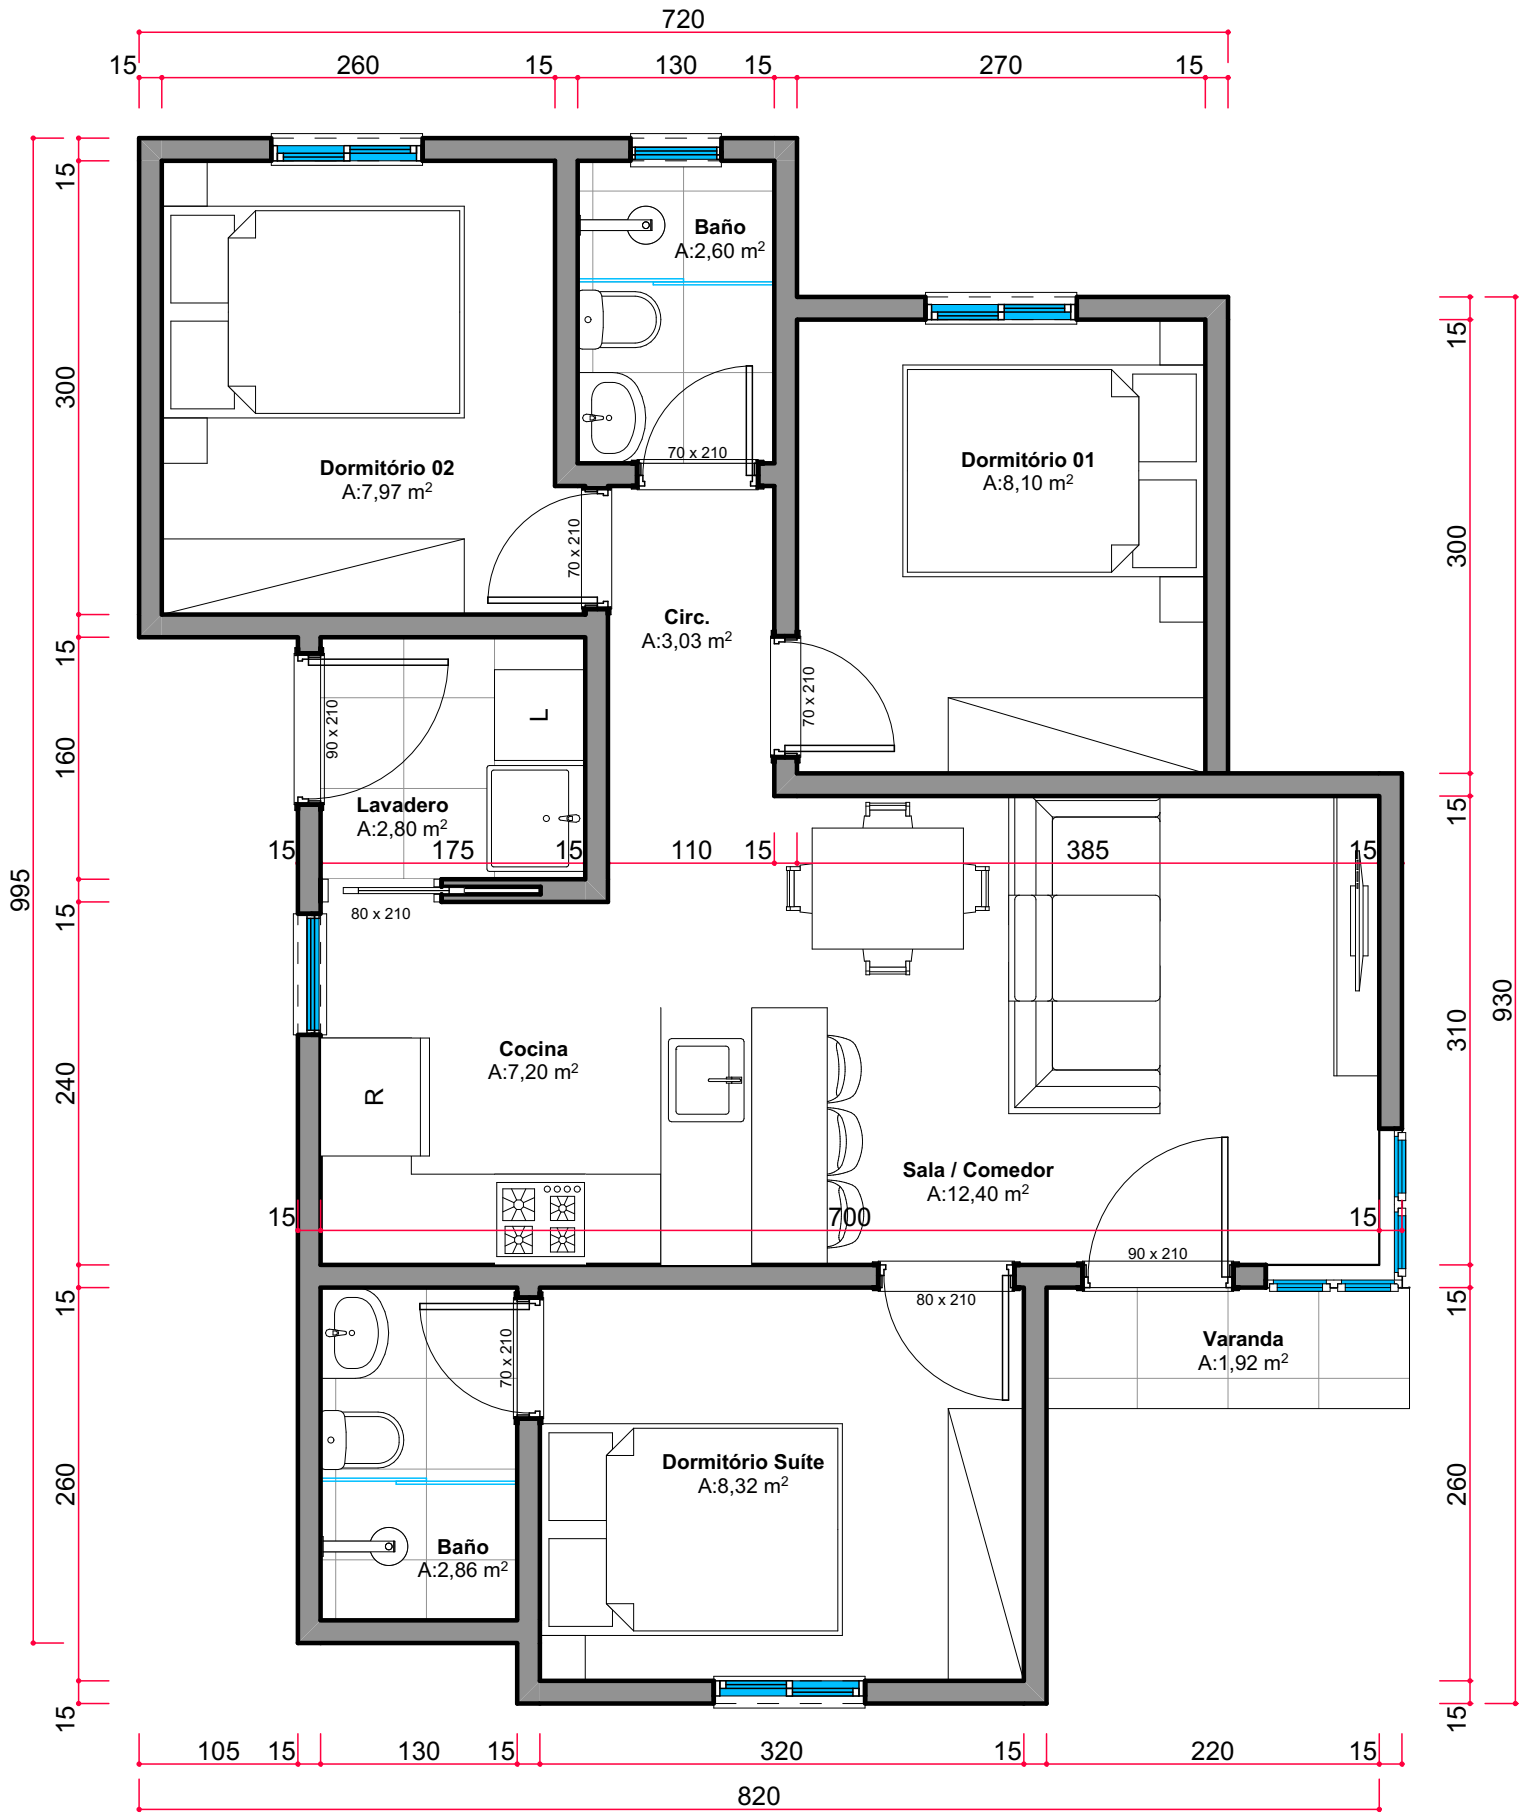 720
15 260 15 130 15 270 15
15
300
15
160
15
240
15
260
15
995
Baño
A:2,60 m²
70 x 210
Dormitório 02
A:7,97 m²
70 x 210
Dormitório 01
A:8,10 m²
Circ.
A:3,03 m²
70 x 210
90 x 210
L
Lavadero
A:2,80 m²
15 175 15 110 15 385 15
80 x 210
Cocina
A:7,20 m²
R
Sala / Comedor
A:12,40 m²
15 700 15
90 x 210
80 x 210
70 x 210
Varanda
A:1,92 m²
Dormitório Suíte
A:8,32 m²
Baño
A:2,86 m²
15
300
15
310
15
260
15
930
105 15 130 15 320 15 220 15
820